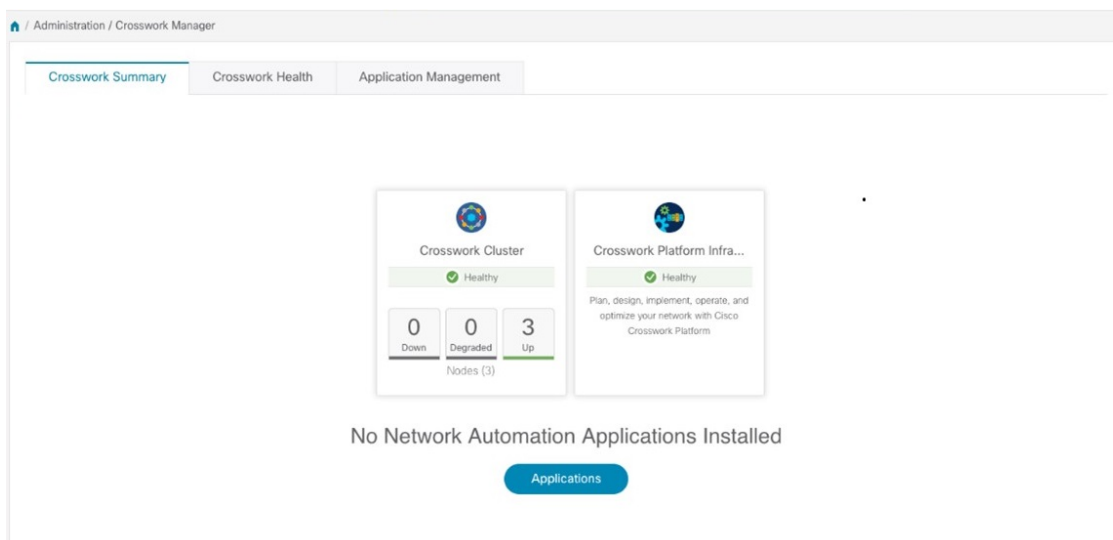 / Administration / Crosswork Manager
Crosswork Summary Crosswork Health Application Management
Crosswork Cluster
Healthy
0 0 3
Down Degraded Up
Nodes (3)
Crosswork Platform Infra...
Healthy
Plan, design, implement, operate, and
optimize your network with Cisco
Crosswork Platform
No Network Automation Applications Installed
Applications